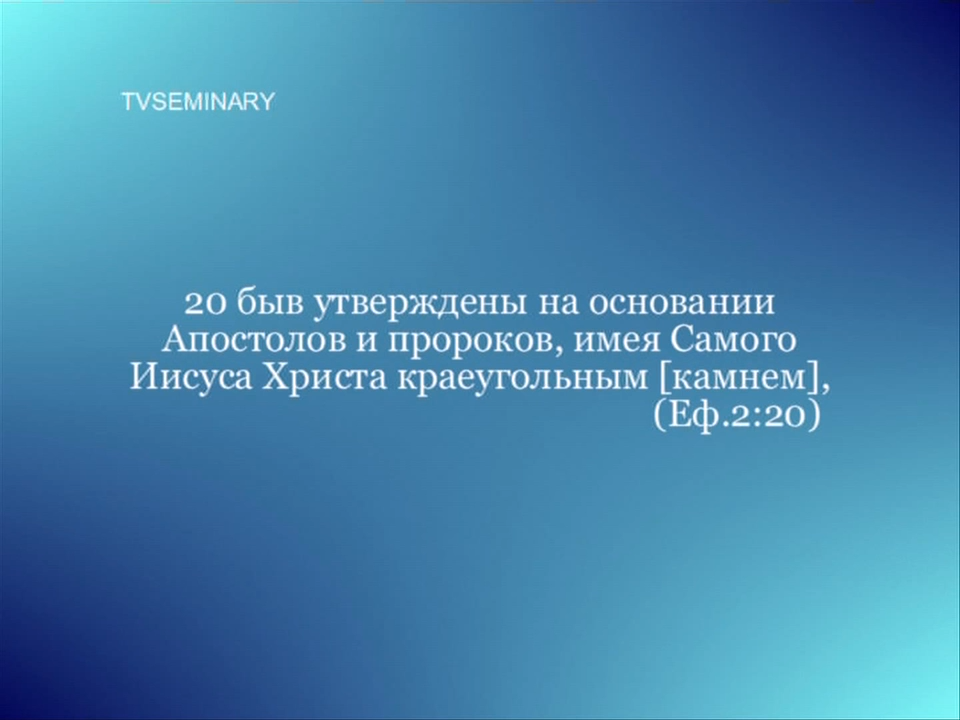 TVSEMINARY
20 быв утверждены на основании
Апостолов и пророков, имея Самого
Иисуса Христа краеугольным [камнем],
(Еф.2:20)